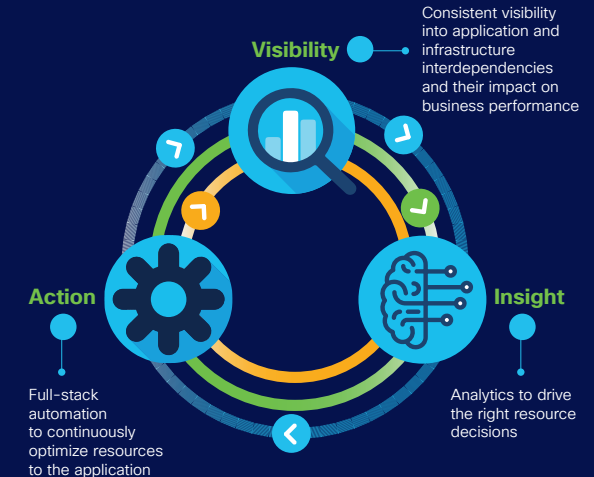 Visibility
Consistent visibility
into application and
infrastructure
interdependencies
and their impact on
business performance
Action
Full-stack
automation
to continuously
optimize resources
to the application
Insight
Analytics to drive
the right resource
decisions